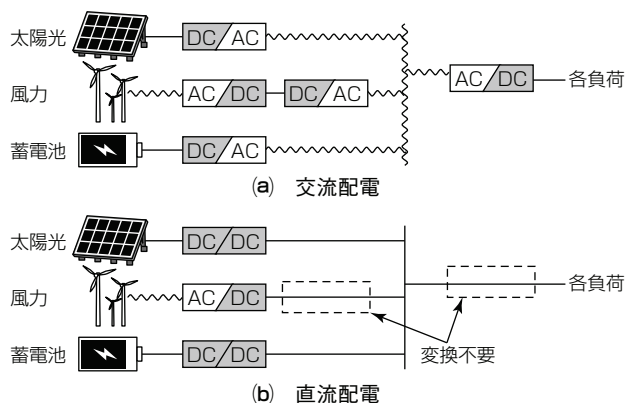 太陽光 DC/AC
風力 AC/DC DC/AC AC/DC 各負荷
蓄電池 DC/AC
(a) 交流配電
太陽光 DC/DC
風力 AC/DC 各負荷
蓄電池 DC/DC 変換不要
(b) 直流配電